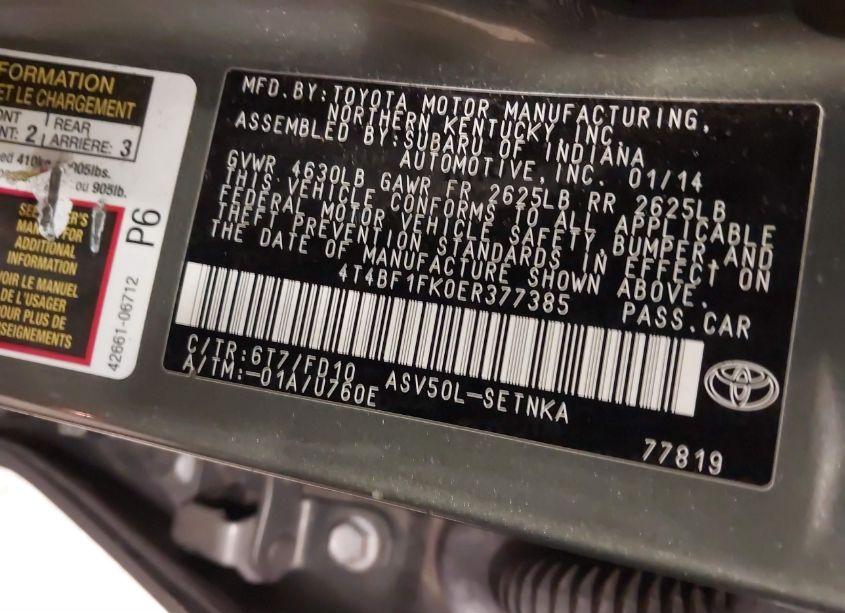 FORMATION
ET LE CHARGEMENT
2 REAR
ARRIÈRE: 3
905lbs.
ou 905lb.
MANUAL FOR
ADDITIONAL
INFORMATION
VOIR LE MANUEL
DE L'USAGER
POUR PLUS DE
P6
42661-06712
MFD.BY:TOYOTA MOTOR MANUFACTURING,
NORTHERN KENTUCKY, INC.
ASSEMBLED BY:SUBARU OF INDIANA
AUTOMOTIVE,INC. 01/14
GVWR 4630LB GAWR FR 2625LB RR 2625LB
THIS VEHICLE CONFORMS TO ALL APPLICABLE
FEDERAL MOTOR VEHICLE SAFETY, BUMPER, AND
THEFT PREVENTION STANDARDS IN EFFECT ON
THE DATE OF MANUFACTURE SHOWN ABOVE.
4T4BF1FK0ER377385 PASS.CAR
C/TR:6T7/FD10
A/TM:-01A/U760E ASV50L-SETNKA
77819